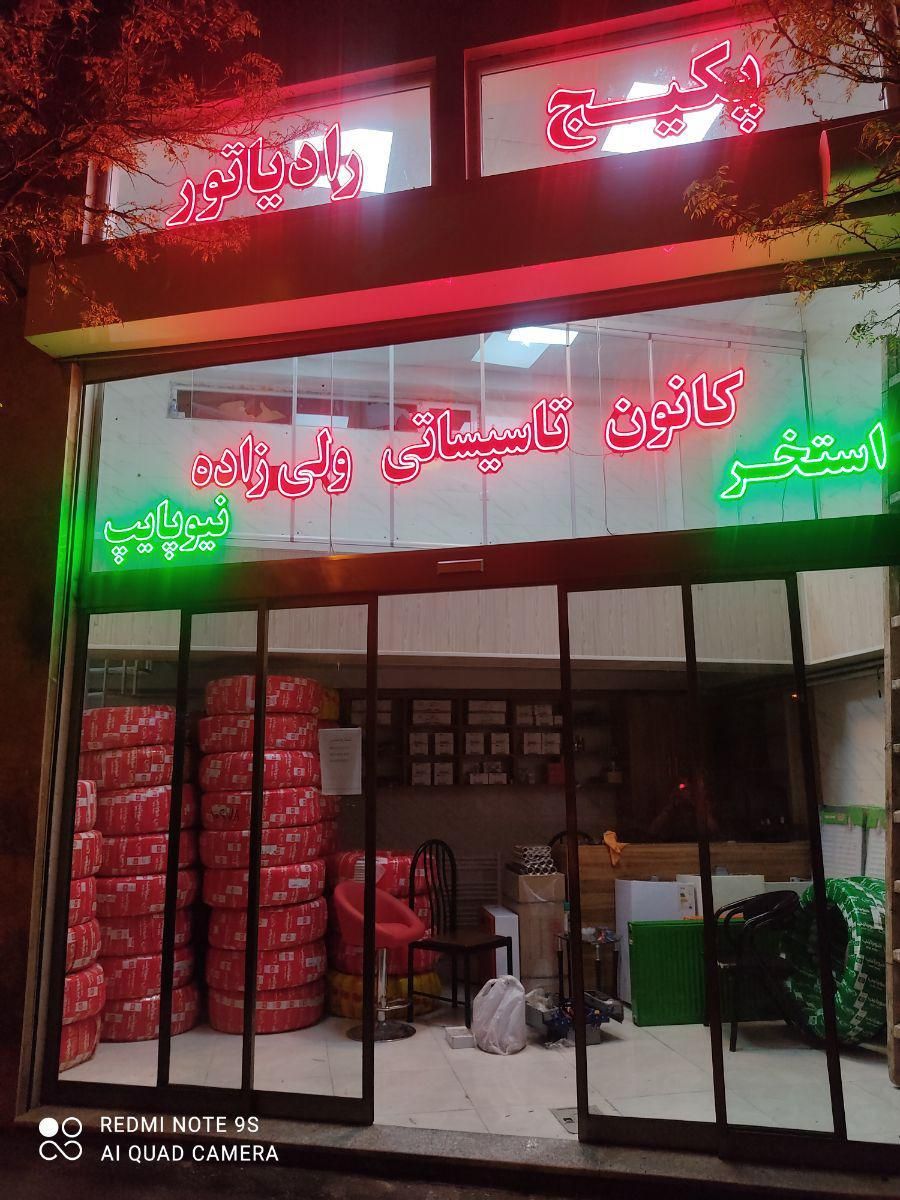 پکیج
رادیاتور
کانون تاسیساتی ولی زاده
استخر
نیوپایپ
REDMI NOTE 9S
AI QUAD CAMERA